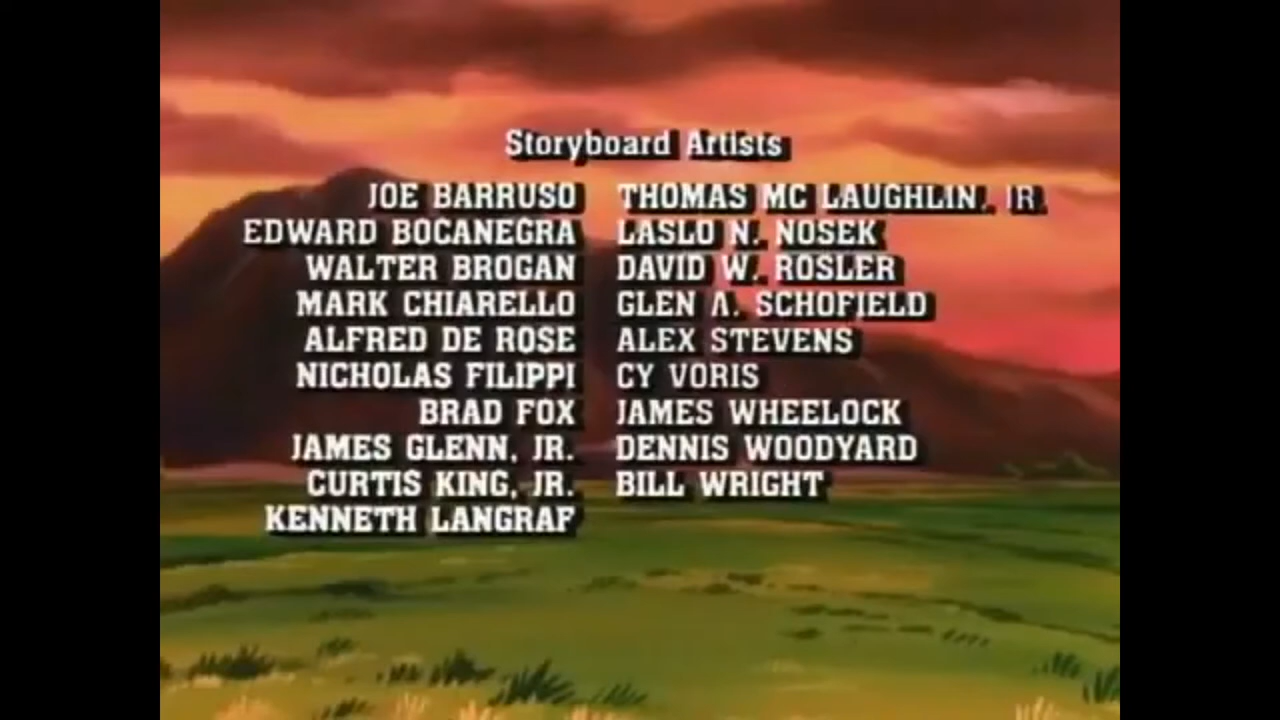 Storyboard Artists
JOE BARRUSO
EDWARD BOCANEGRA
WALTER BROGAN
MARK CHIARELLO
ALFRED DE ROSE
NICHOLAS FILIPPI
BRAD FOX
JAMES GLENN, JR.
CURTIS KING, JR.
KENNETH LANGRAF
THOMAS MC LAUGHLIN, JR.
LASLO N. NOSEK
DAVID W. ROSLER
GLEN A. SCHOFIELD
ALEX STEVENS
CY VORIS
JAMES WHEELOCK
DENNIS WOODYARD
BILL WRIGHT